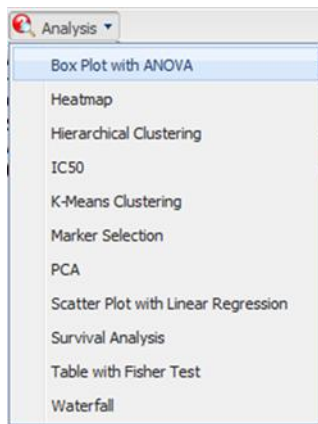 Analysis
Box Plot with ANOVA
Heatmap
Hierarchical Clustering
IC50
K-Means Clustering
Marker Selection
PCA
Scatter Plot with Linear Regression
Survival Analysis
Table with Fisher Test
Waterfall